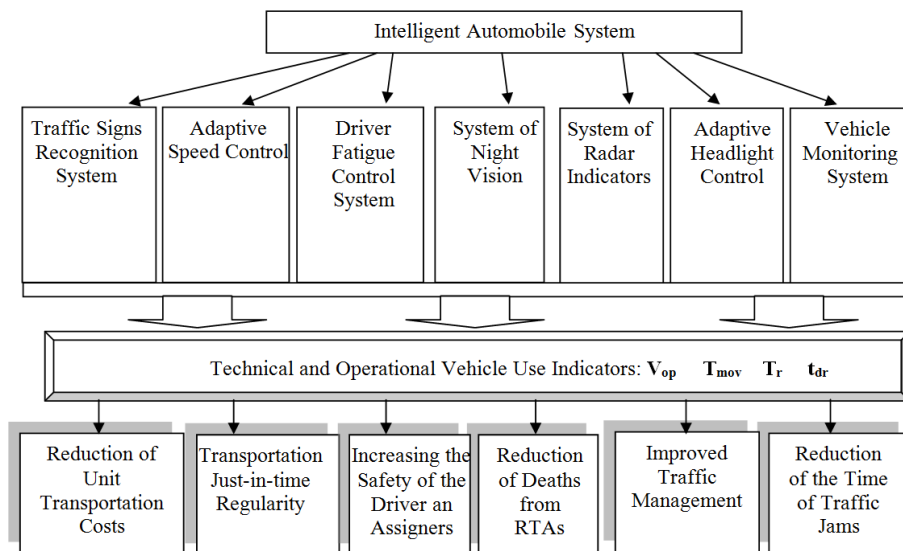 Intelligent Automobile System
Traffic Signs
Recognition
System
Adaptive
Speed Control
Driver
Fatigue
Control
System
System of
Night
Vision
System of
Radar
Indicators
Adaptive
Headlight
Control
Vehicle
Monitoring
System
Technical and Operational Vehicle Use Indicators: Vop Tmov Tr tdr
Reduction of
Unit
Transportation
Costs
Transportation
Just-in-time
Regularity
Increasing the
Safety of the
Driver an
Assigners
Reduction
of Deaths
from
RTAs
Improved
Traffic
Management
Reduction
of the Time
of Traffic
Jams